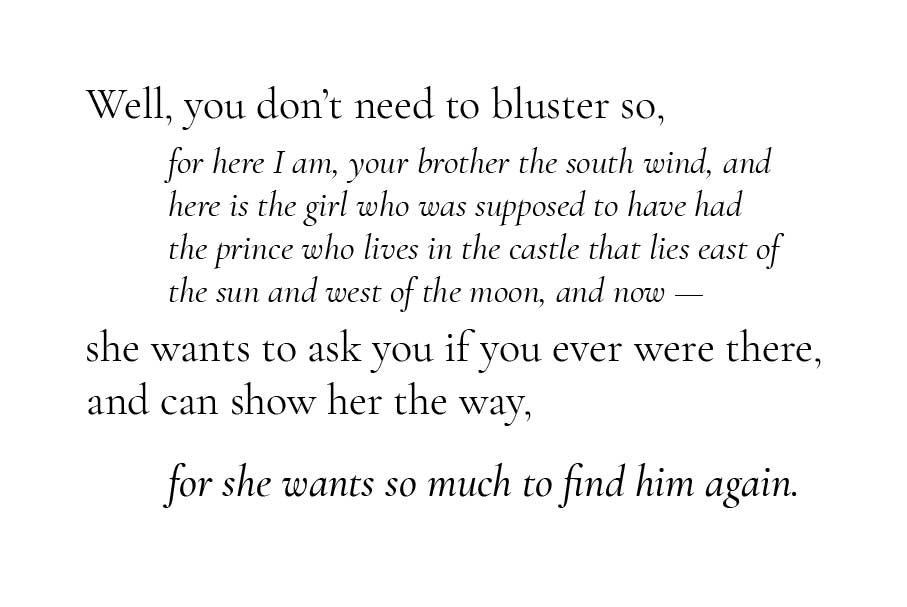 Well, you don’t need to bluster so,
for here I am, your brother the south wind, and
here is the girl who was supposed to have had
the prince who lives in the castle that lies east of
the sun and west of the moon, and now —
she wants to ask you if you ever were there,
and can show her the way,
for she wants so much to find him again.